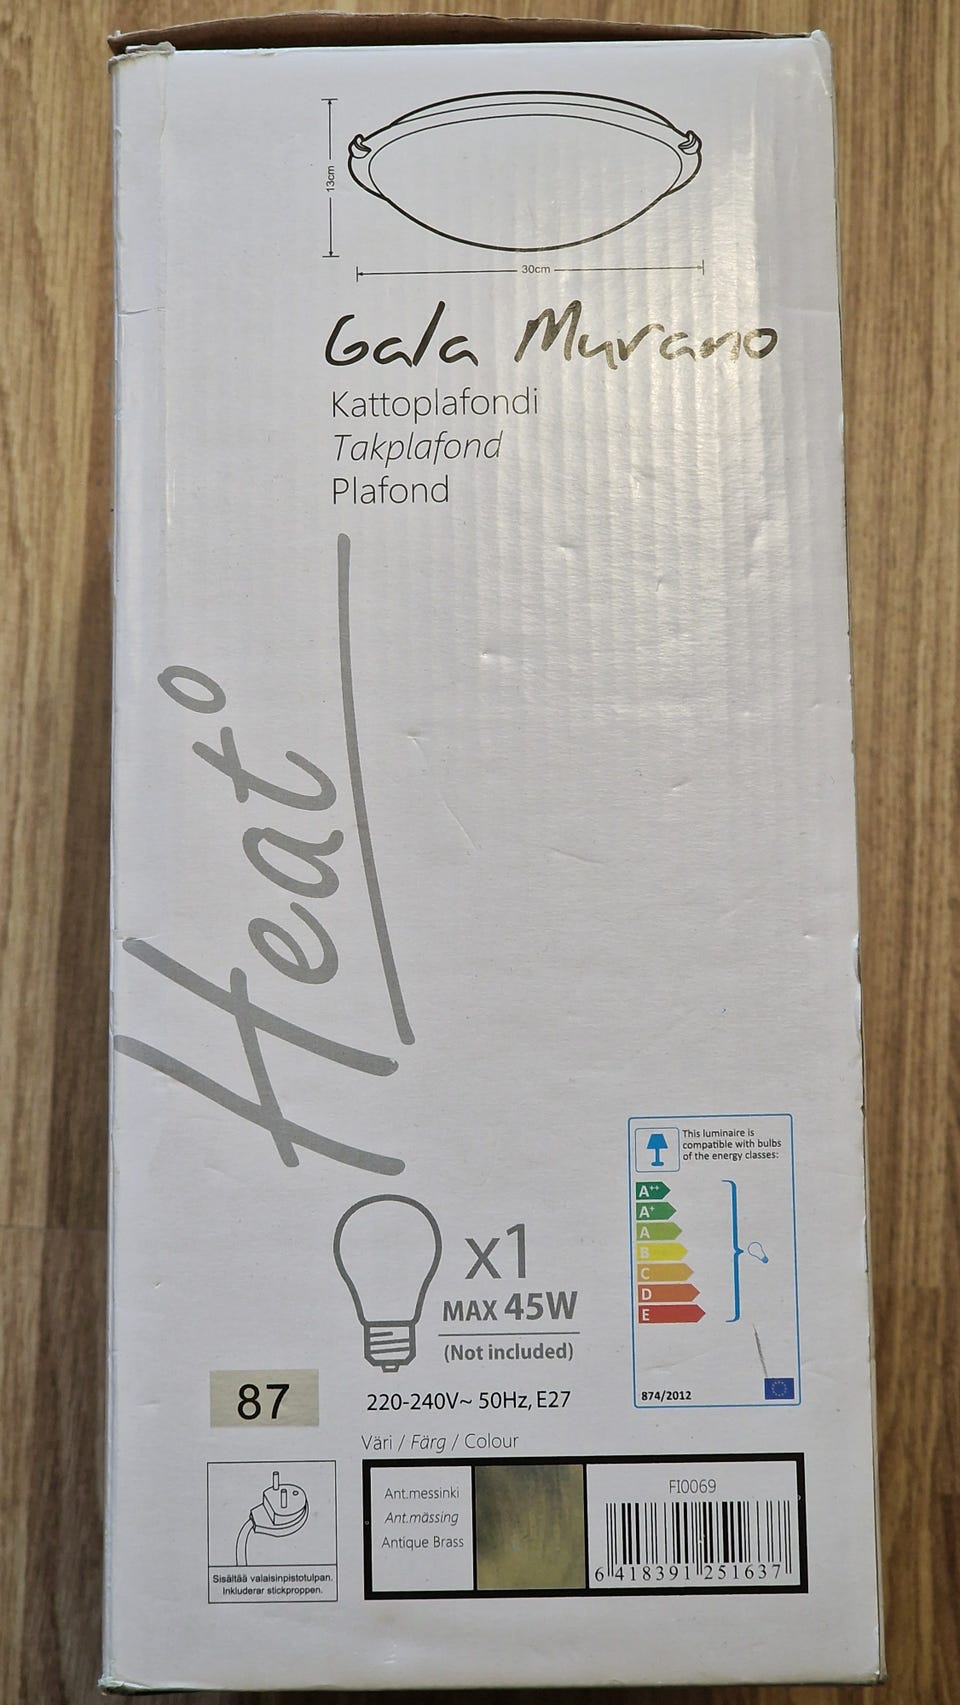 13cm
30cm
Gala Murano
Kattoplafondi
Takplafond
Plafond
Heat°
This luminaire is
compatible with bulbs
of the energy classes:
A++
A+
A
B
C
D
E
874/2012
x1
MAX 45W
(Not included)
87
220-240V~ 50Hz, E27
Väri / Färg / Colour
Ant.messinki
Ant.mässing
Antique Brass
FI0069
6 418391 251637
Sisältää valaisinpistotulpan.
Inkluderar stickproppen.